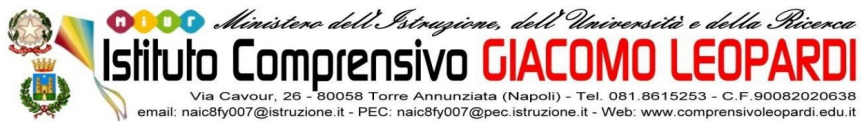 MIUR Ministero dell'Istruzione, dell'Università e della Ricerca
Istituto Comprensivo GIACOMO LEOPARDI
Via Cavour, 26 - 80058 Torre Annunziata (Napoli) - Tel. 081.8615253 - C.F.90082020638
email: naic8fy007@istruzione.it - PEC: naic8fy007@pec.istruzione.it - Web: www.comprensivoleopardi.edu.it